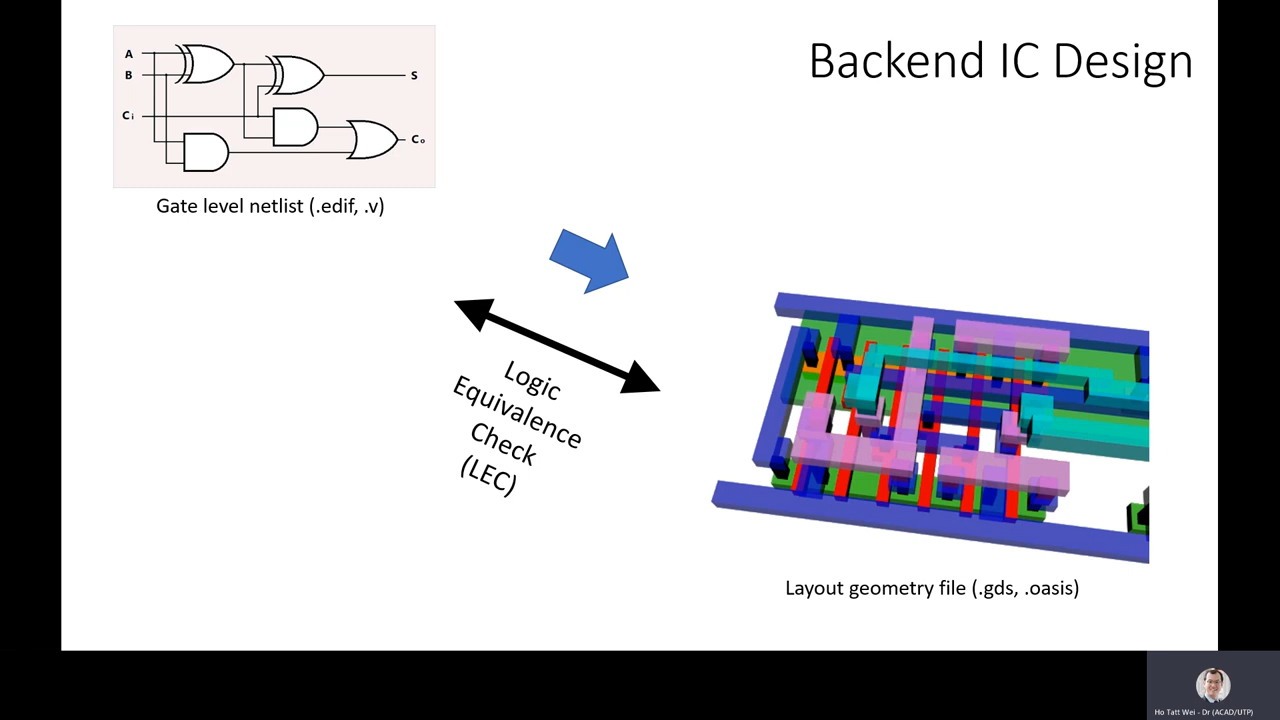 Backend IC Design
A
B
Ci
S
Co
Gate level netlist (.edif, .v)
Logic
Equivalence
Check
(LEC)
Layout geometry file (.gds, .oasis)
Ho Tatt Wei - Dr (ACAD/UTP)